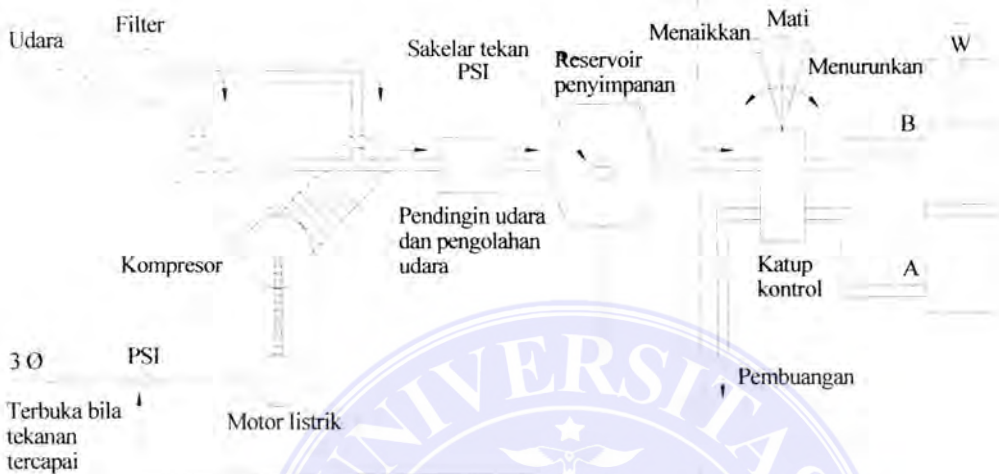 Udara
Filter
Sakelar tekan
PSI
Reservoir
penyimpanan
Menaikkan
Mati
Menurunkan
W
B
Pendingin udara
dan pengolahan
udara
Kompresor
Katup
kontrol
A
3 Ø
PSI
Pembuangan
Terbuka bila
tekanan
tercapai
Motor listrik
UNIVERSITAS